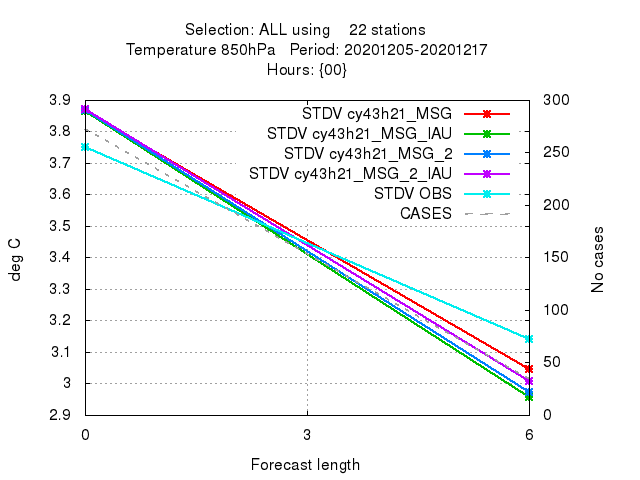 Selection: ALL using    22 stations
Temperature 850hPa   Period: 20201205-20201217
Hours: {00}
STDV cy43h21_MSG
STDV cy43h21_MSG_IAU
STDV cy43h21_MSG_2
STDV cy43h21_MSG_2_IAU
STDV OBS
CASES
deg C
3.9
3.8
3.7
3.6
3.5
3.4
3.3
3.2
3.1
3
2.9
300
250
200
150
100
50
0
No cases
0 3 6
Forecast length